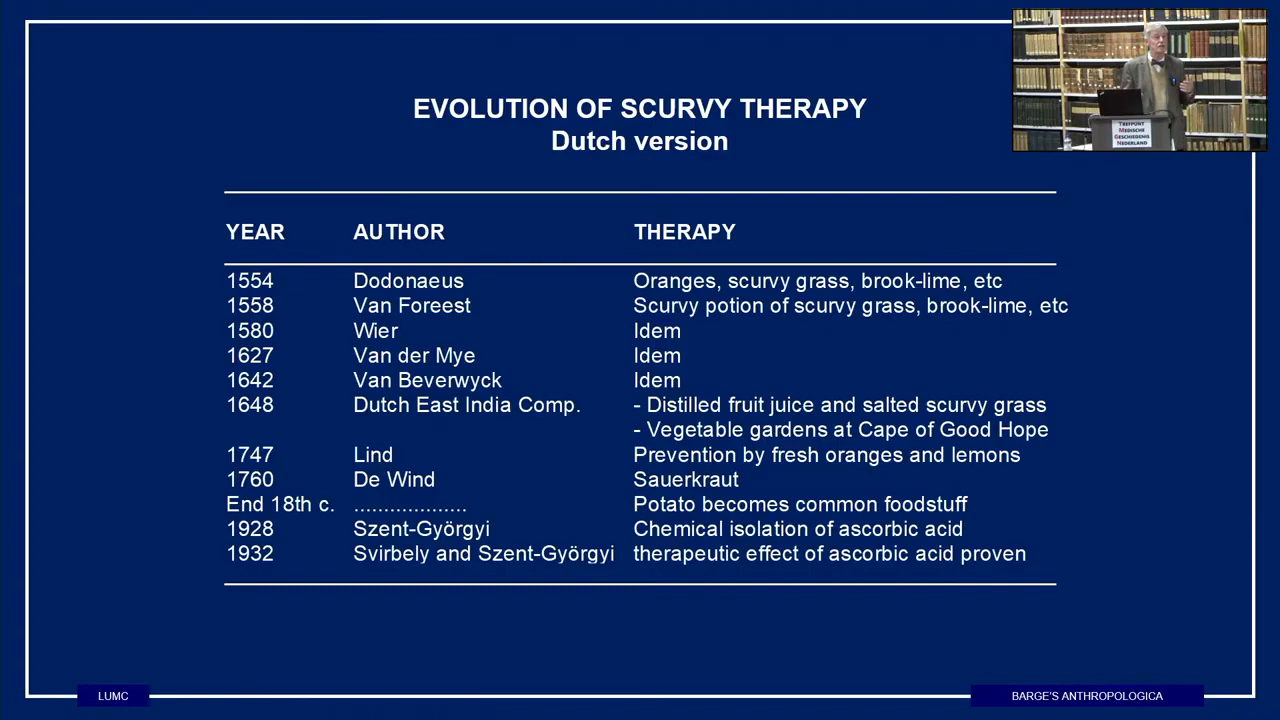 EVOLUTION OF SCURVY THERAPY
Dutch version
YEAR AUTHOR THERAPY
1554 Dodonaeus Oranges, scurvy grass, brook-lime, etc
1558 Van Foreest Scurvy potion of scurvy grass, brook-lime, etc
1580 Wier Idem
1627 Van der Mye Idem
1642 Van Beverwyck Idem
1648 Dutch East India Comp. - Distilled fruit juice and salted scurvy grass
- Vegetable gardens at Cape of Good Hope
1747 Lind Prevention by fresh oranges and lemons
1760 De Wind Sauerkraut
End 18th c. ................... Potato becomes common foodstuff
1928 Szent-Györgyi Chemical isolation of ascorbic acid
1932 Svirbely and Szent-Györgyi therapeutic effect of ascorbic acid proven
LUMC
BARGE'S ANTHROPOLOGICA
TREFPUNT
MEDISCHE
GESCHIEDENIS
NEDERLAND